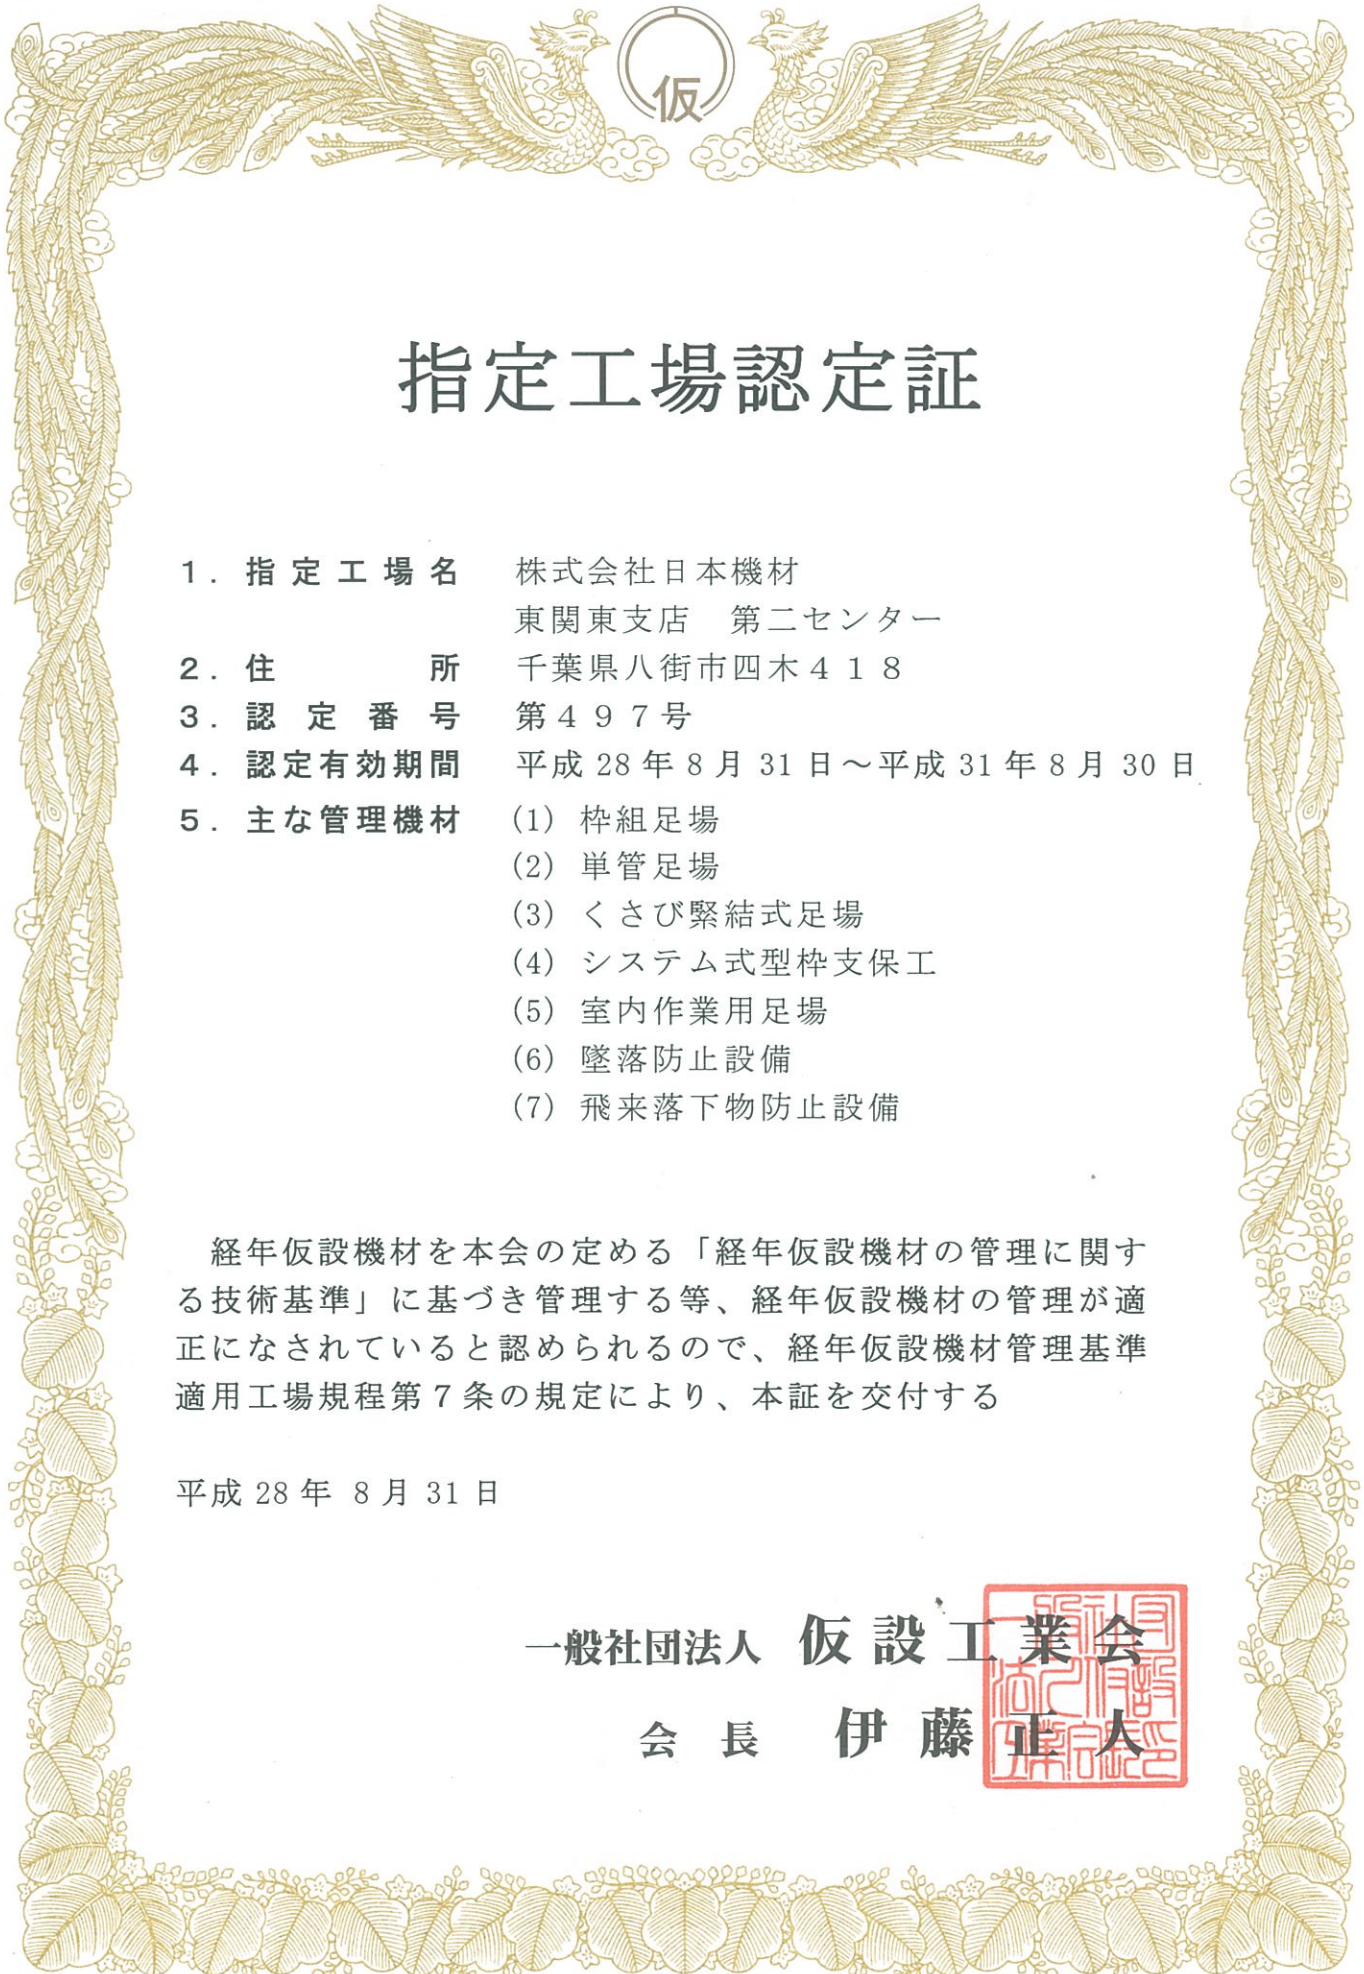 仮
指定工場認定証
1. 指定工場名 株式会社日本機材
東関東支店 第二センター
2. 住所 千葉県八街市四木418
3. 認定番号 第497号
4. 認定有効期間 平成28年8月31日~平成31年8月30日
5. 主な管理機材 (1) 枠組足場
(2) 単管足場
(3) くさび緊結式足場
(4) システム式型枠支保工
(5) 室内作業用足場
(6) 墜落防止設備
(7) 飛来落下物防止設備
経年仮設機材を本会の定める「経年仮設機材の管理に関す
る技術基準」に基づき管理する等、経年仮設機材の管理が適
正になされていると認められるので、経年仮設機材管理基準
適用工場規程第7条の規定により、本証を交付する
平成28年 8月31日
一般社団法人 仮設工業会
会長 伊藤正人